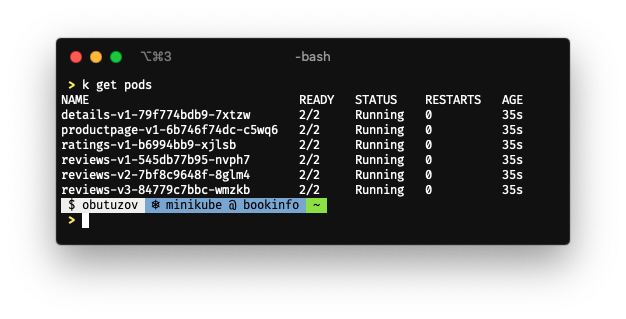 ⌥⌘3 -bash
> k get pods
NAME READY STATUS RESTARTS AGE
details-v1-79f774bdb9-7xtzw 2/2 Running 0 35s
productpage-v1-6b746f74dc-c5wq6 2/2 Running 0 35s
ratings-v1-b6994bb9-xjlsb 2/2 Running 0 35s
reviews-v1-545db77b95-nvph7 2/2 Running 0 35s
reviews-v2-7bf8c9648f-8glm4 2/2 Running 0 35s
reviews-v3-84779c7bbc-wmzkb 2/2 Running 0 35s
$ obutuzov ⎈ minikube @ bookinfo ~
>